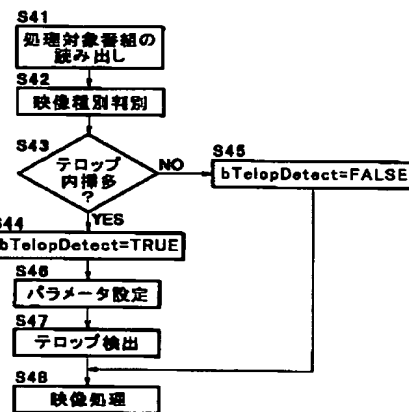 S41
処理対象番組の
読み出し
S42
映像種別判別
S43
テロップ
内挿多
?
NO
S45
bTelopDetect=FALSE
YES
S44
bTelopDetect=TRUE
S46
パラメータ設定
S47
テロップ検出
S48
映像処理